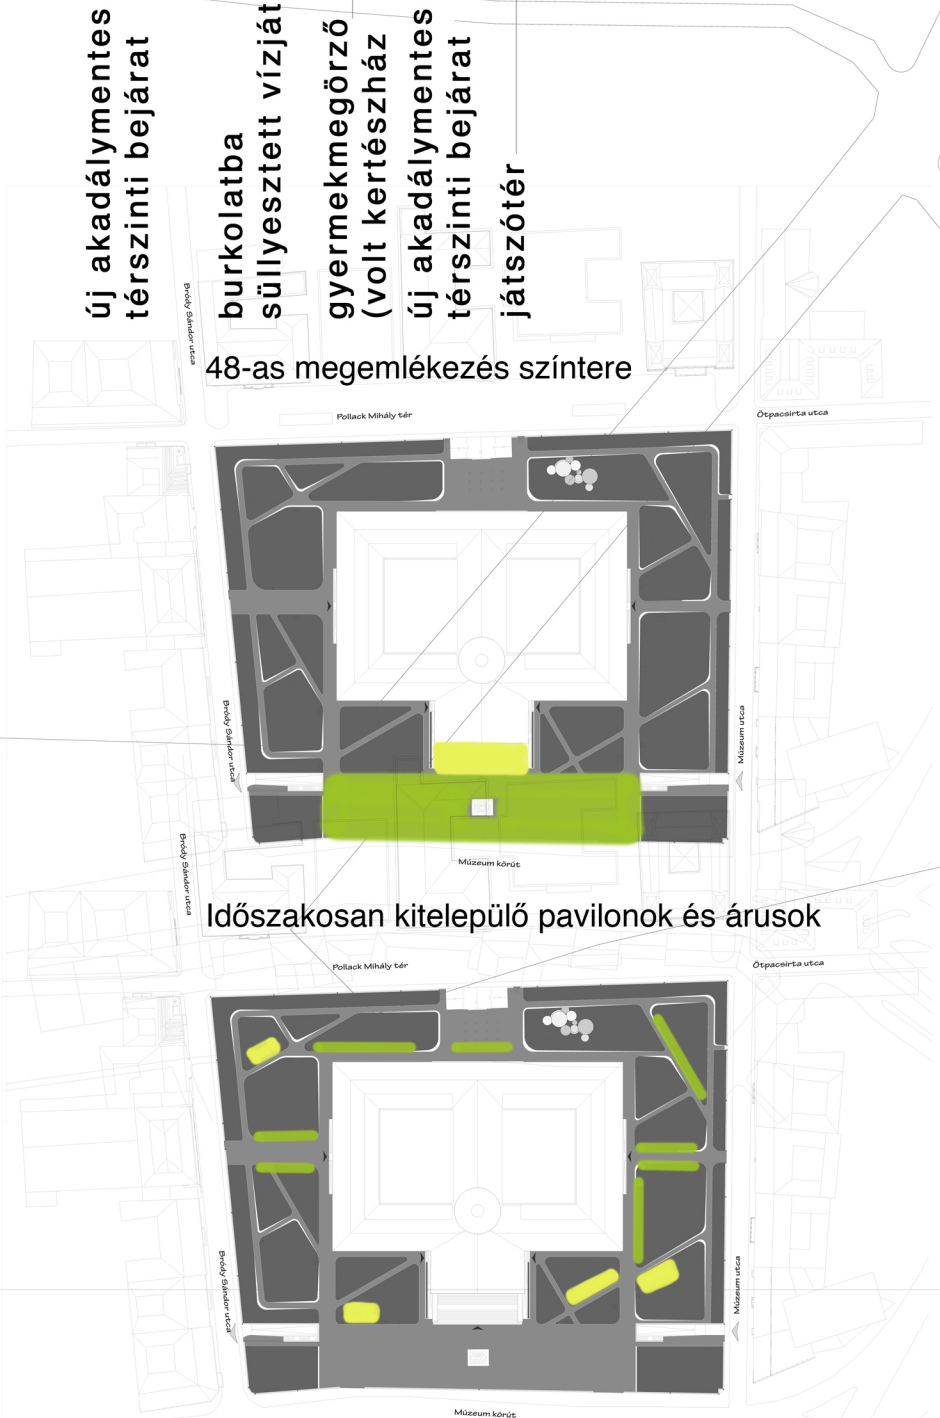 új akadálymentes
térszinti bejárat
burkolatba
süllyesztett vízját
gyermekmegörző
(volt kertészház
új akadálymentes
térszinti bejárat
játszótér
Bródy Sándor utca
48-as megemlékezés színtere
Pollack Mihály tér
Ötpacsirta utca
Bródy Sándor utca
Múzeum utca
Múzeum körút
Bródy Sándor utca
Időszakosan kitelepülő pavilonok és árusok
Pollack Mihály tér
Ötpacsirta utca
Bródy Sándor utca
Múzeum utca
Múzeum körút